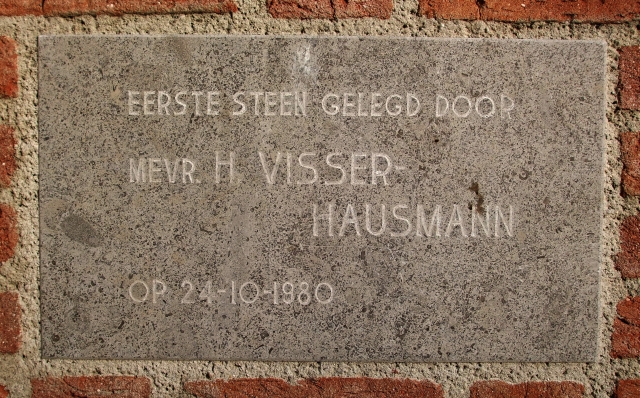 EERSTE STEEN GELEGD DOOR
MEVR. H. VISSER-
HAUSMANN
OP 24-10-1980